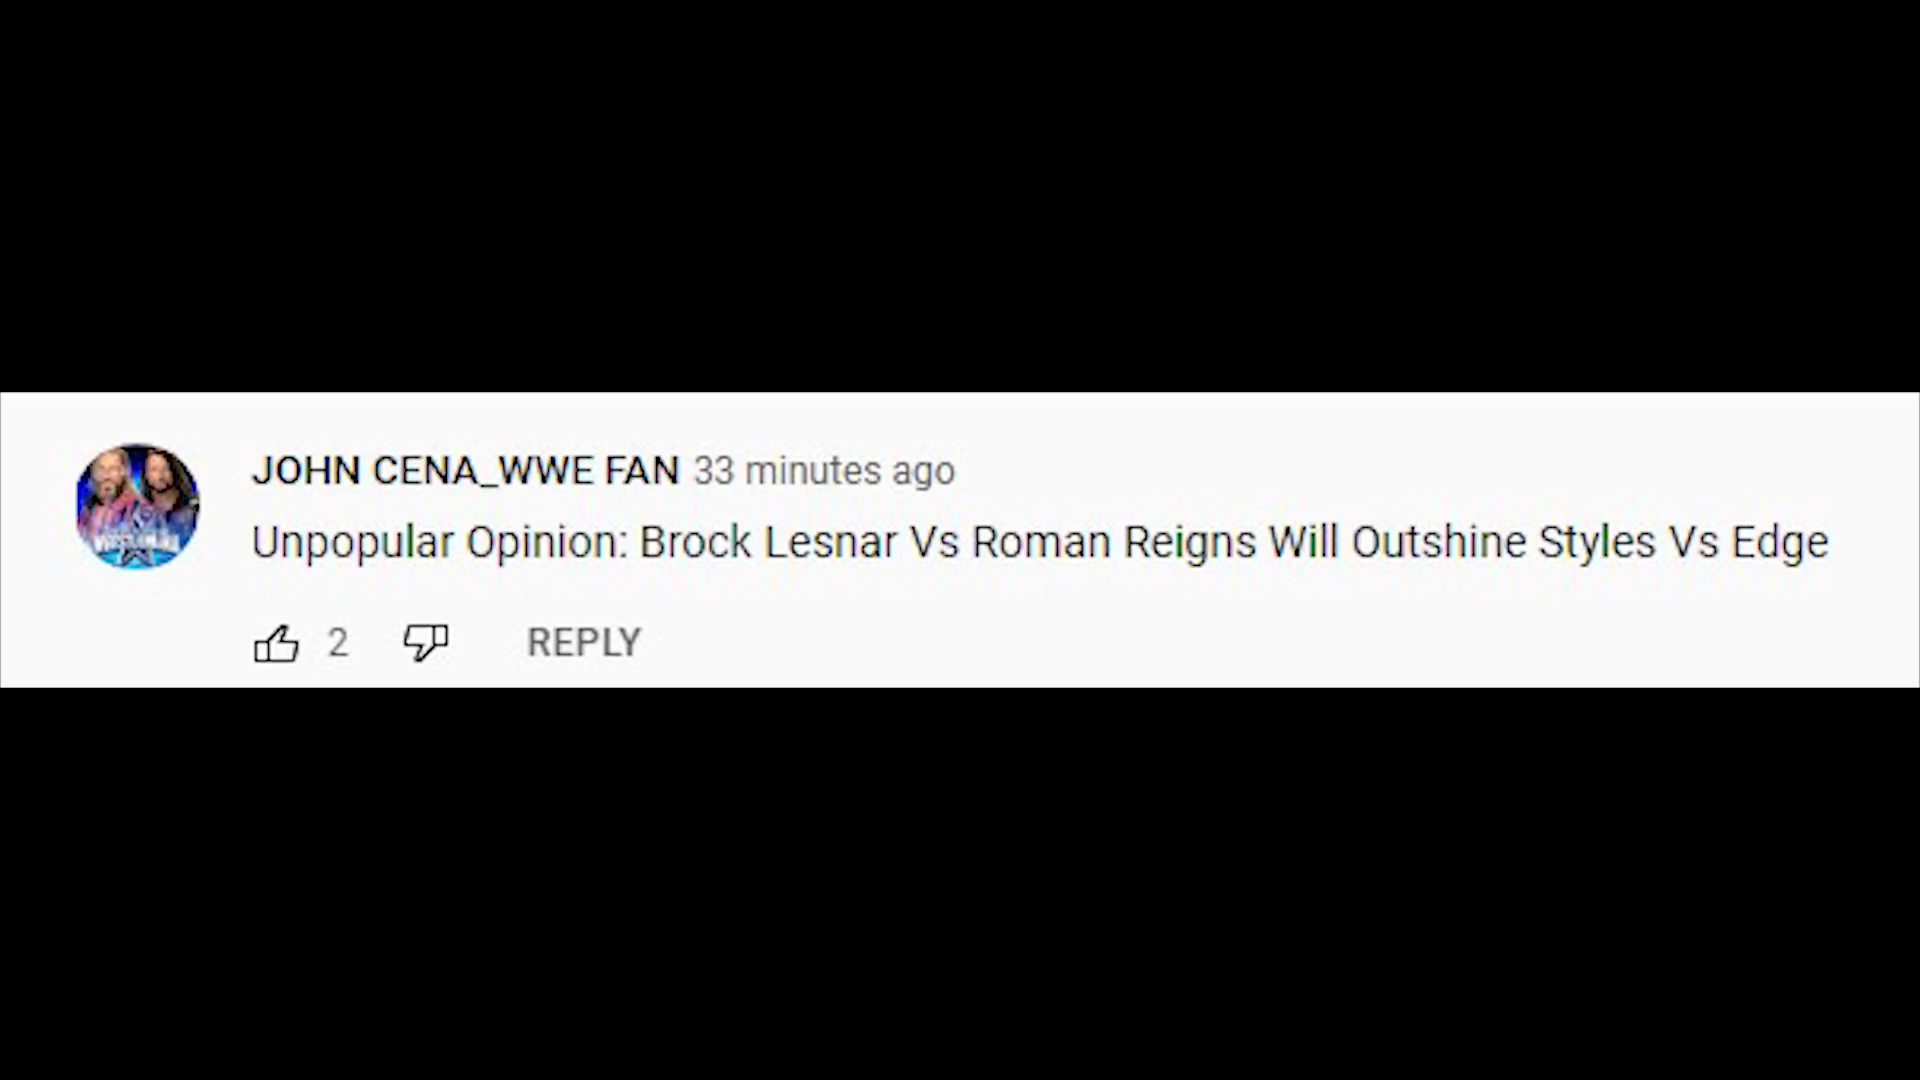 JOHN CENA_WWE FAN 33 minutes ago
Unpopular Opinion: Brock Lesnar Vs Roman Reigns Will Outshine Styles Vs Edge
2 REPLY